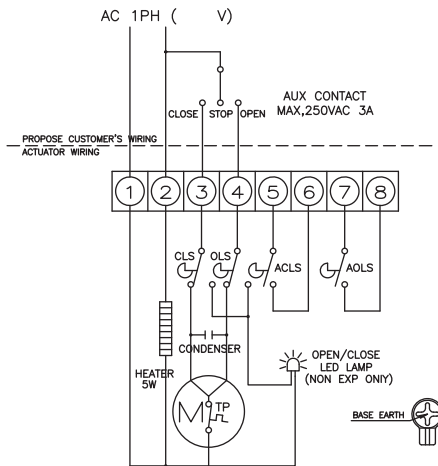 AC 1PH ( V)
AUX CONTACT
MAX,250VAC 3A
CLOSE STOP OPEN
PROPOSE CUSTOMER'S WIRING
ACTUATOR WIRING
1 2 3 4 5 6 7 8
CLS OLS ACLS AOLS
CONDENSER
HEATER
5W
OPEN/CLOSE
LED LAMP
(NON EXP ONlY)
M TP
BASE EARTH